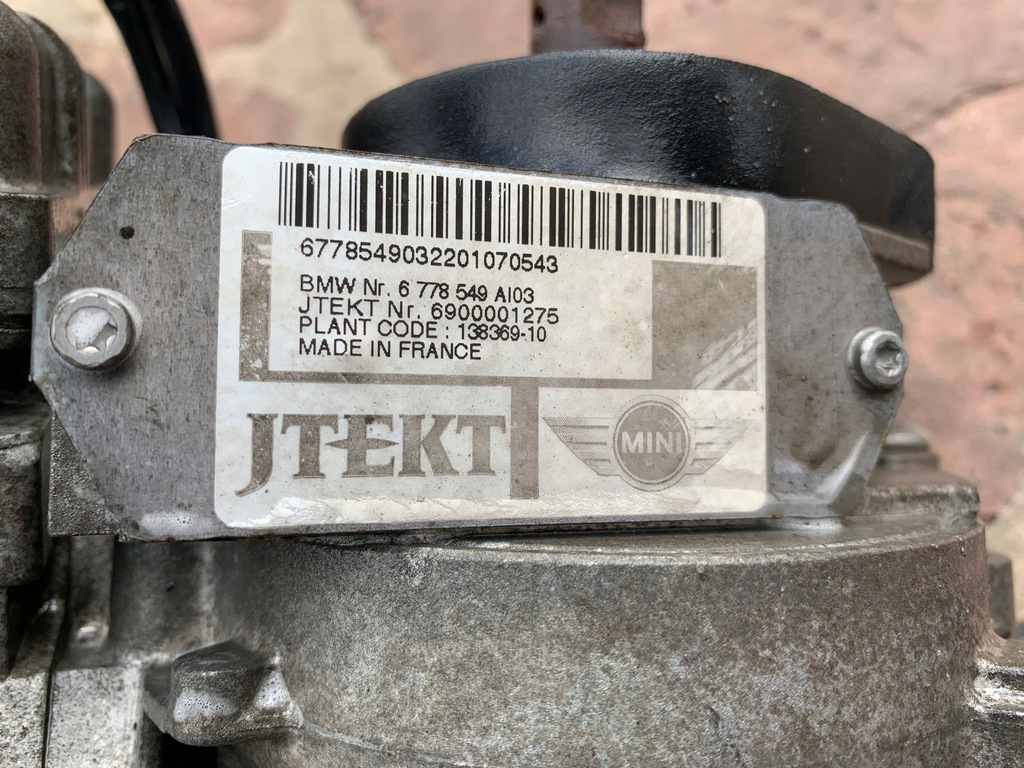 6778549032201070543
BMW Nr. 6 778 549 AI03
JTEKT Nr. 6900001275
PLANT CODE : 138369-10
MADE IN FRANCE
JTEKT
MINI